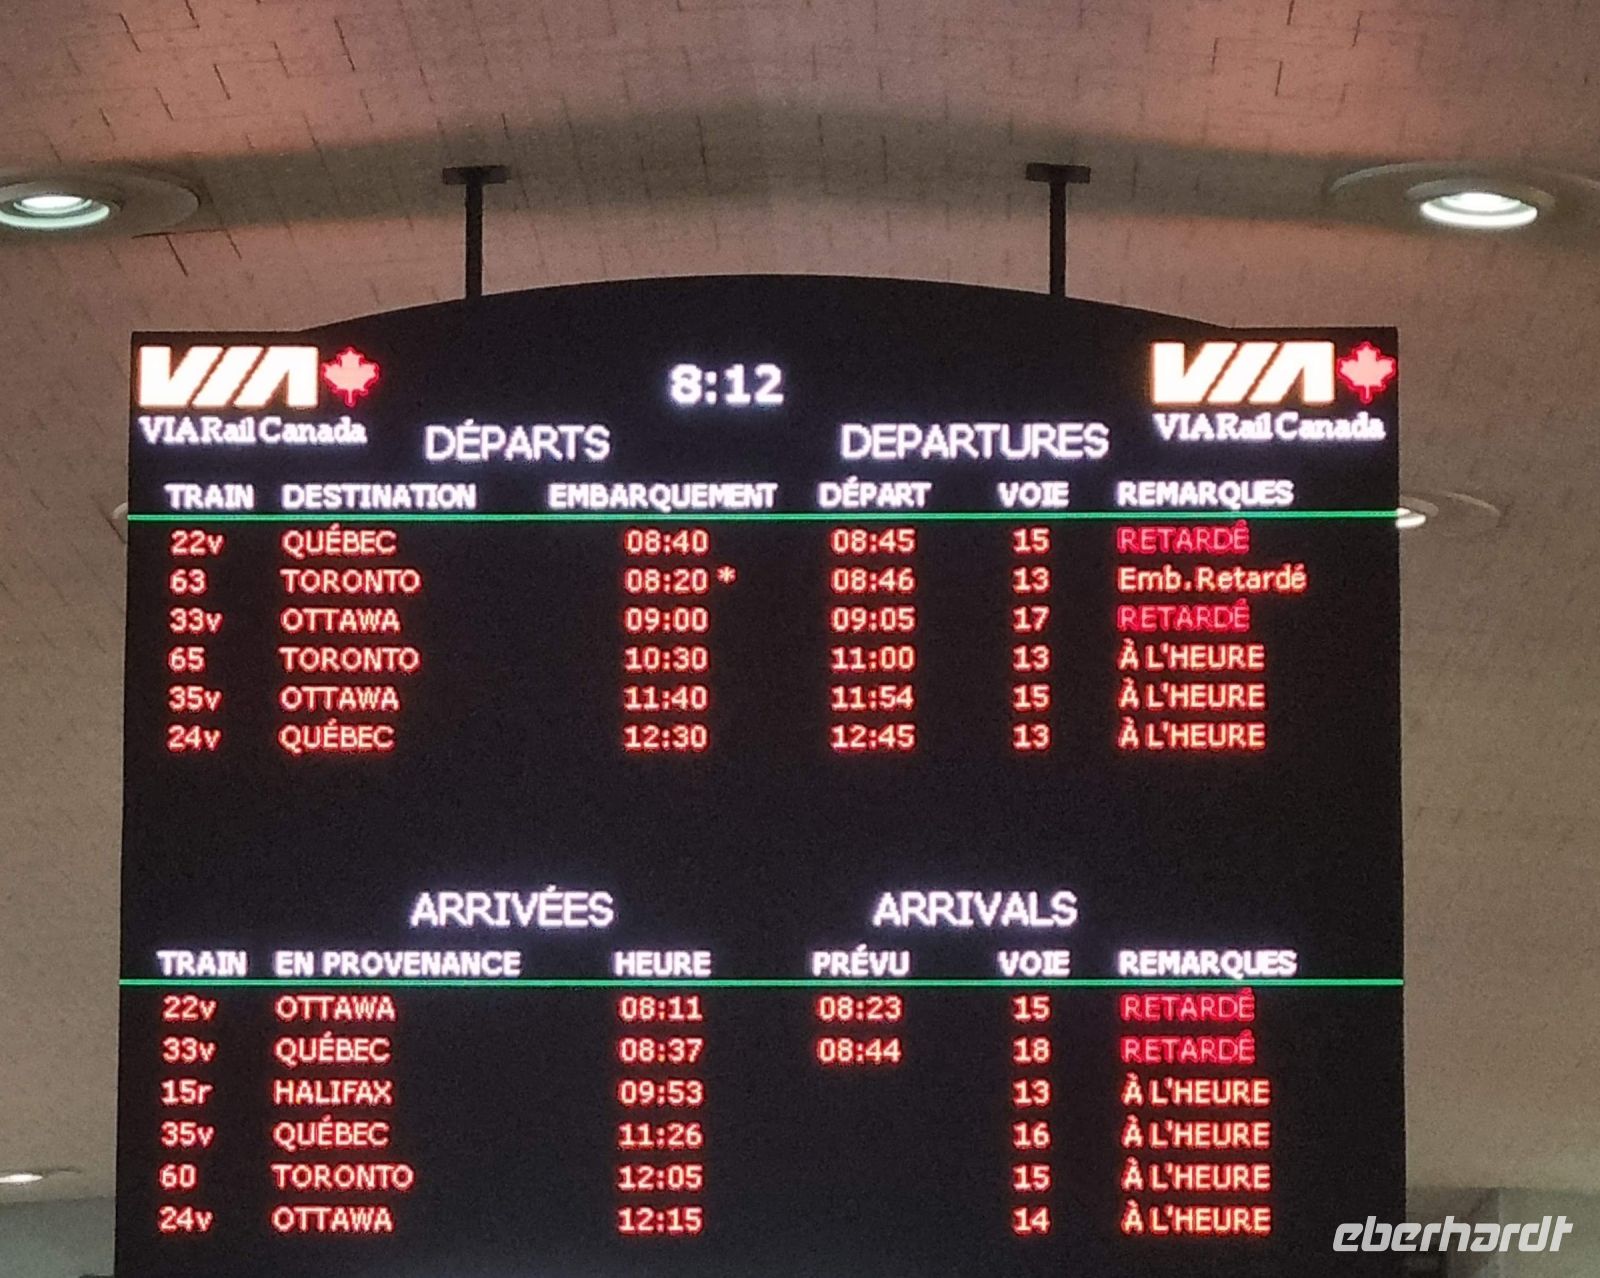 VIA VIA
8:12
VIA Rail Canada VIA Rail Canada
DÉPARTS DEPARTURES
TRAIN DESTINATION EMBARQUEMENT DÉPART VOIE REMARQUES
22v QUÉBEC 08:40 08:45 15 RETARDÉ
63 TORONTO 08:20 * 08:46 13 Emb.Retardé
33v OTTAWA 09:00 09:05 17 RETARDÉ
65 TORONTO 10:30 11:00 13 À L'HEURE
35v OTTAWA 11:40 11:54 15 À L'HEURE
24v QUÉBEC 12:30 12:45 13 À L'HEURE
ARRIVÉES ARRIVALS
TRAIN EN PROVENANCE HEURE PRÉVU VOIE REMARQUES
22v OTTAWA 08:11 08:23 15 RETARDÉ
33v QUÉBEC 08:37 08:44 18 RETARDÉ
15r HALIFAX 09:53 13 À L'HEURE
35v QUÉBEC 11:26 16 À L'HEURE
60 TORONTO 12:05 15 À L'HEURE
24v OTTAWA 12:15 14 À L'HEURE
eberhardt